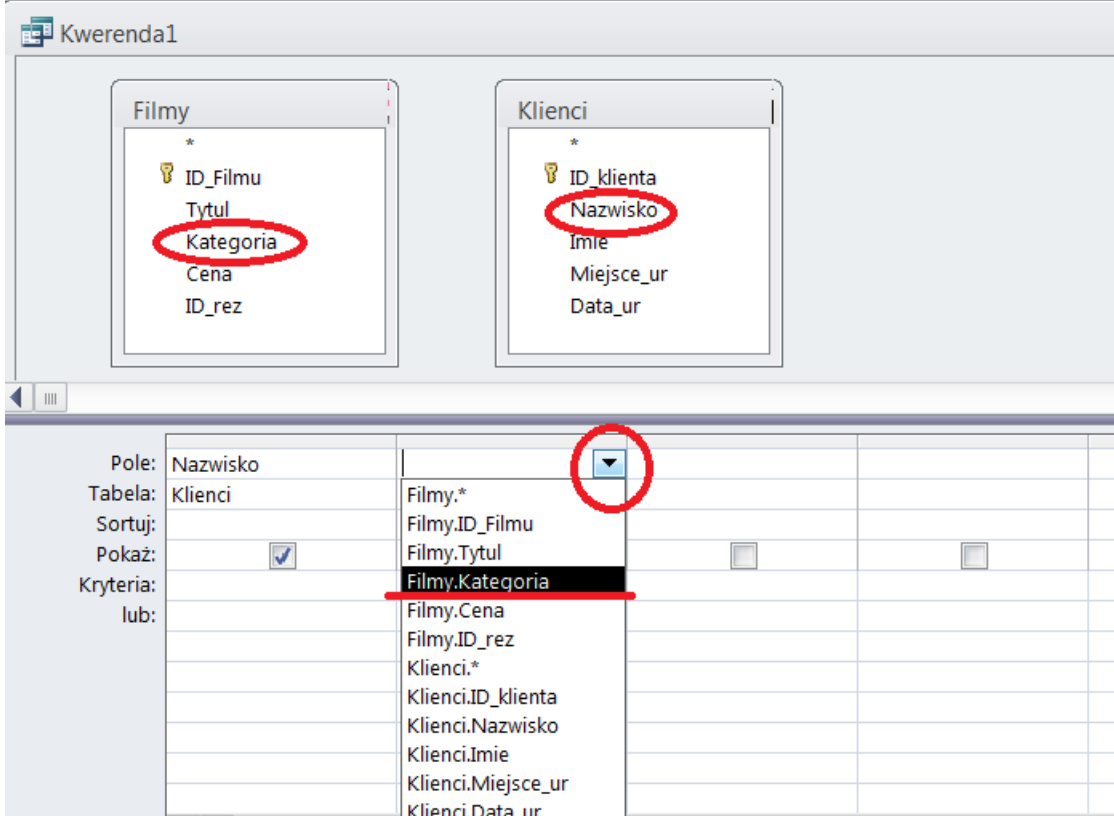 Kwerenda1
Filmy
*
ID_Filmu
Tytul
Kategoria
Cena
ID_rez
Klienci
*
ID_klienta
Nazwisko
Imie
Miejsce_ur
Data_ur
Pole: Nazwisko
Tabela: Klienci
Sortuj:
Pokaż:
Kryteria:
lub:
Filmy.*
Filmy.ID_Filmu
Filmy.Tytul
Filmy.Kategoria
Filmy.Cena
Filmy.ID_rez
Klienci.*
Klienci.ID_klienta
Klienci.Nazwisko
Klienci.Imie
Klienci.Miejsce_ur
Klienci.Data_ur